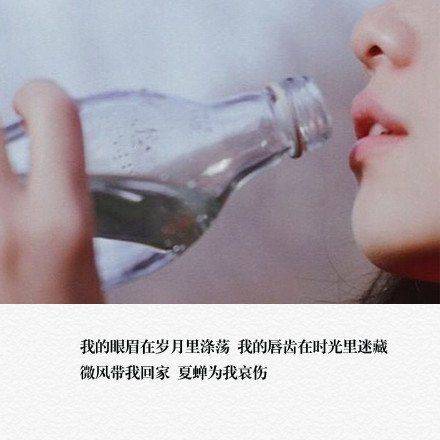 我的眼眉在岁月里涤荡 我的唇齿在时光里迷藏
微风带我回家 夏蝉为我哀伤